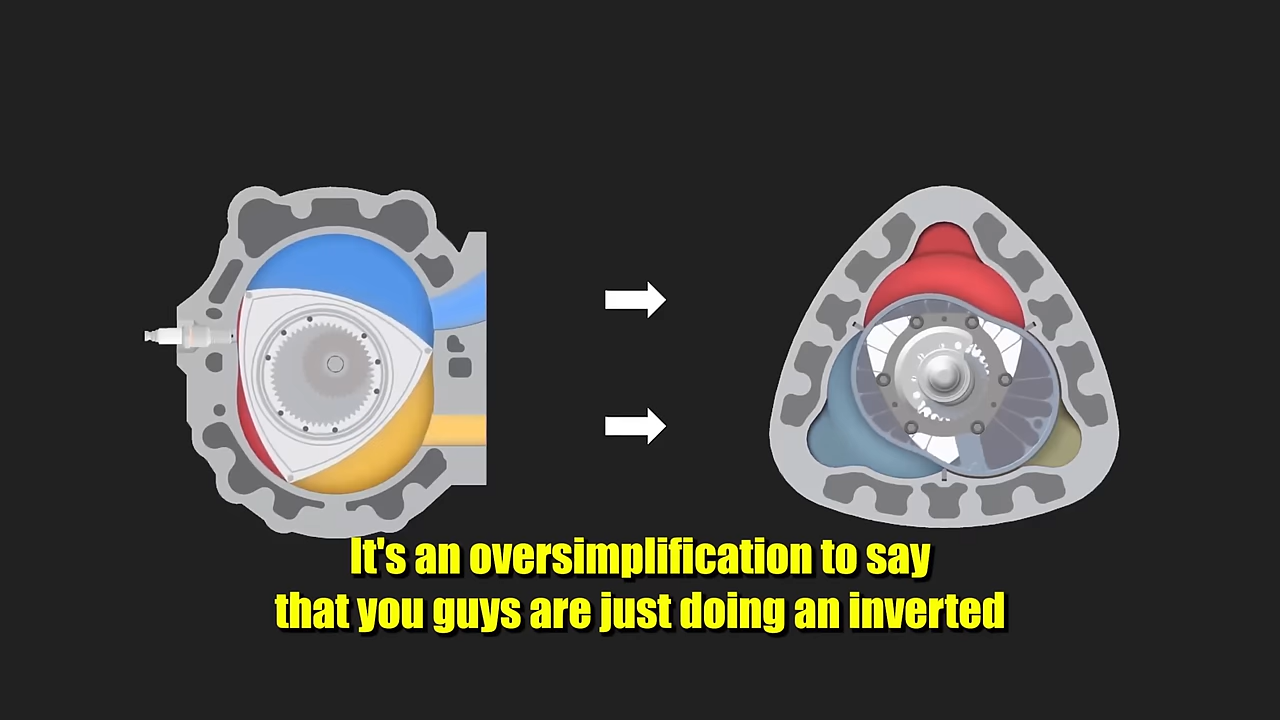 It's an oversimplification to say
that you guys are just doing an inverted